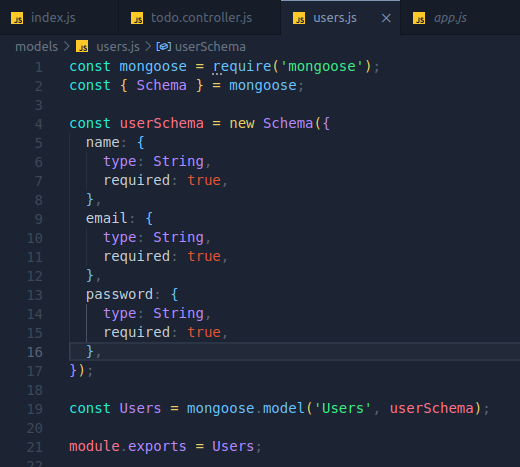 JS index.js JS todo.controller.js JS users.js × JS app.js
models > JS users.js > userSchema
1 const mongoose = require('mongoose');
2 const { Schema } = mongoose;
3
4 const userSchema = new Schema({
5   name: {
6     type: String,
7     required: true,
8   },
9   email: {
10     type: String,
11     required: true,
12   },
13   password: {
14     type: String,
15     required: true,
16   },
17 });
18
19 const Users = mongoose.model('Users', userSchema);
20
21 module.exports = Users;
22